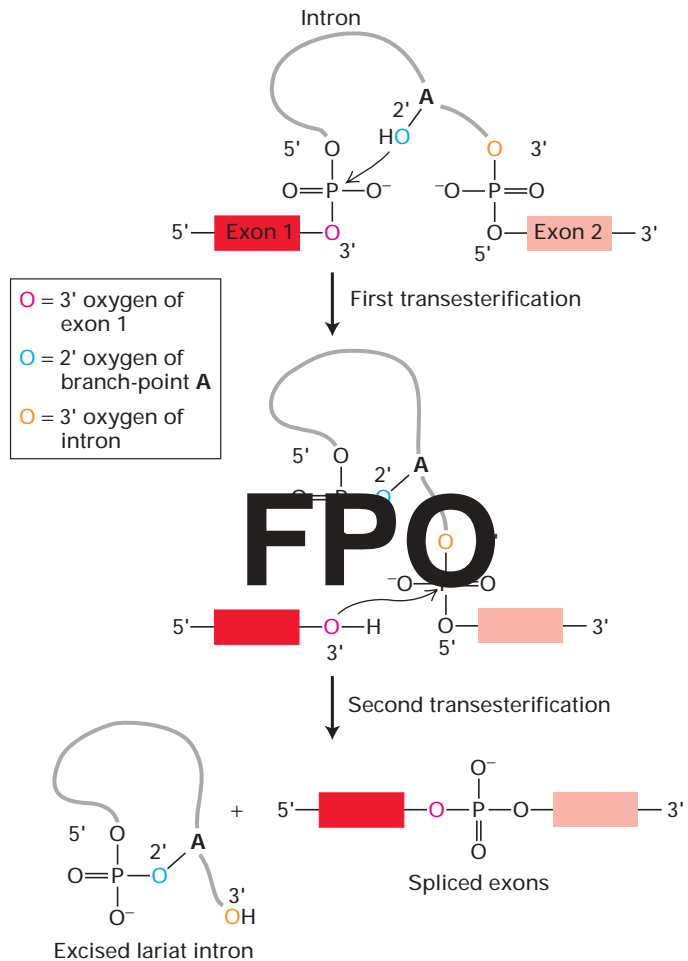 Intron
A
2'
HO
5' O
O 3'
O=P–O⁻
⁻O–P=O
5'– Exon 1 –O
3'
O– Exon 2 –3'
5'
First transesterification
O = 3' oxygen of
exon 1
O = 2' oxygen of
branch-point A
O = 3' oxygen of
intron
5' O
2'
A
O
FPO
O
⁻O
O
5'– –O–H
3'
O– –3'
5'
Second transesterification
5' O
2'
A
O=P–O
O⁻
3'
OH
Excised lariat intron
+
O⁻
5'– –O–P–O– –3'
O
Spliced exons